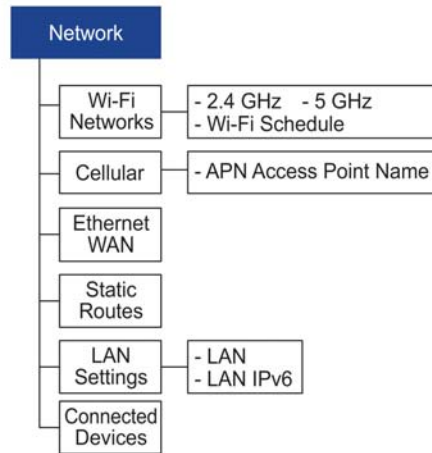 Network
Wi-Fi
Networks
- 2.4 GHz - 5 GHz
- Wi-Fi Schedule
Cellular
- APN Access Point Name
Ethernet
WAN
Static
Routes
LAN
Settings
- LAN
- LAN IPv6
Connected
Devices